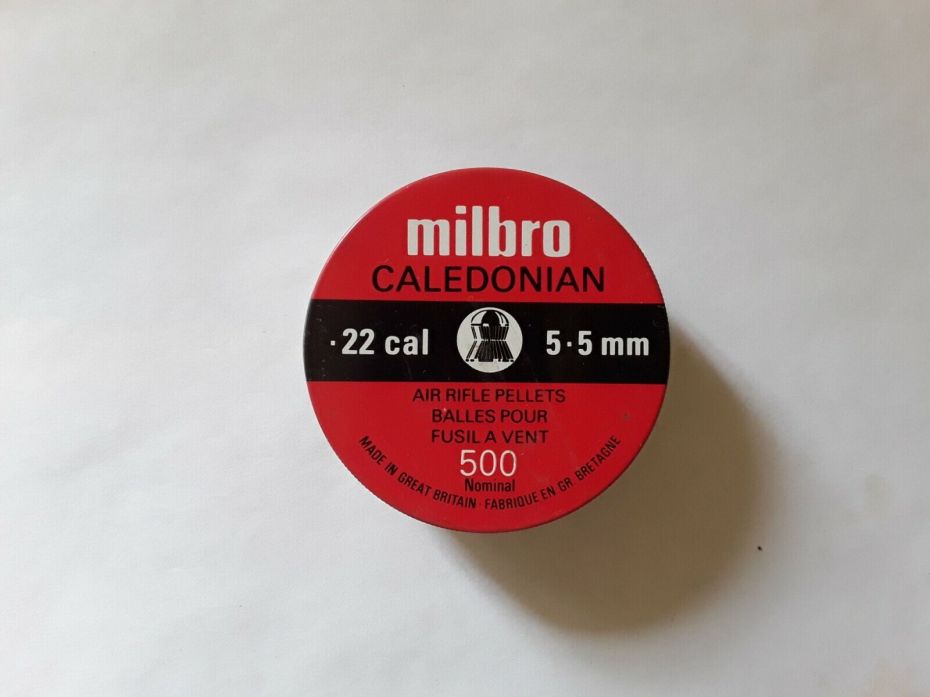 milbro
CALEDONIAN
·22 cal 5·5 mm
AIR RIFLE PELLETS
BALLES POUR
FUSIL A VENT
500
Nominal
MADE IN GREAT BRITAIN · FABRIQUE EN GR. BRETAGNE